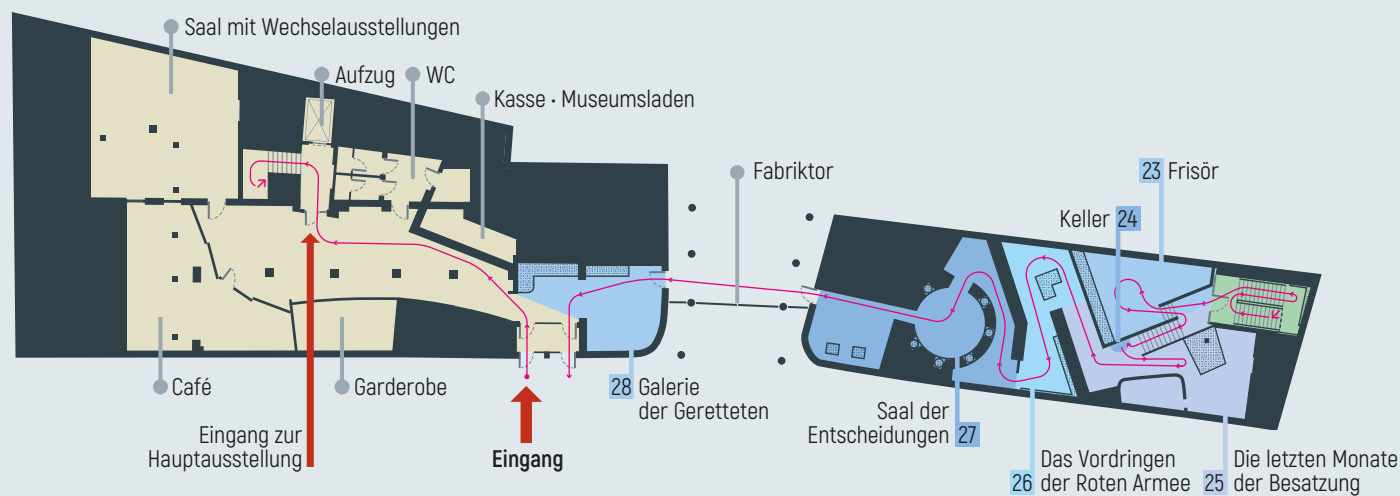 Saal mit Wechselausstellungen
Aufzug
WC
Kasse · Museumsladen
Fabriktor
23 Frisör
Keller 24
Café
Garderobe
28 Galerie
der Geretteten
Saal der
Entscheidungen 27
Eingang zur
Hauptausstellung
Eingang
Das Vordringen
26 der Roten Armee
Die letzten Monate
25 der Besatzung